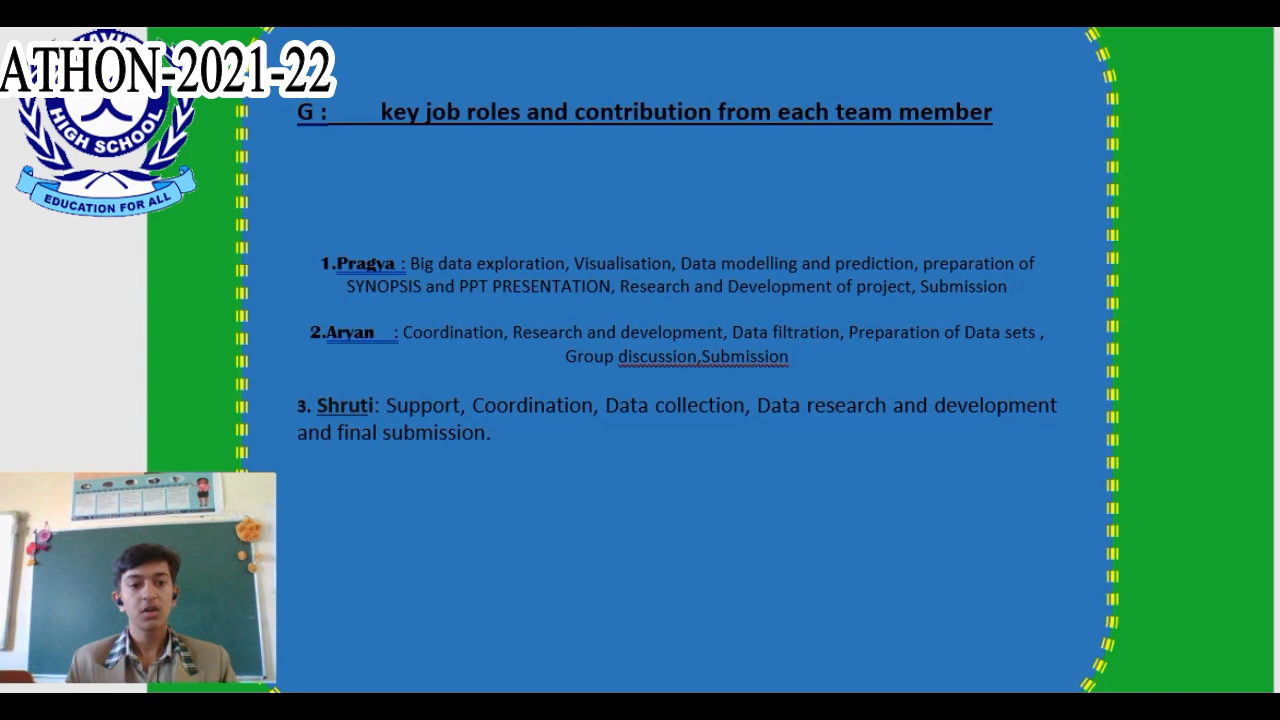 ATHON-2021-22
HIGH SCHOOL
EDUCATION FOR ALL
G : key job roles and contribution from each team member
1.Pragya : Big data exploration, Visualisation, Data modelling and prediction, preparation of
SYNOPSIS and PPT PRESENTATION, Research and Development of project, Submission
2.Aryan : Coordination, Research and development, Data filtration, Preparation of Data sets ,
Group discussion,Submission
3. Shruti: Support, Coordination, Data collection, Data research and development
and final submission.